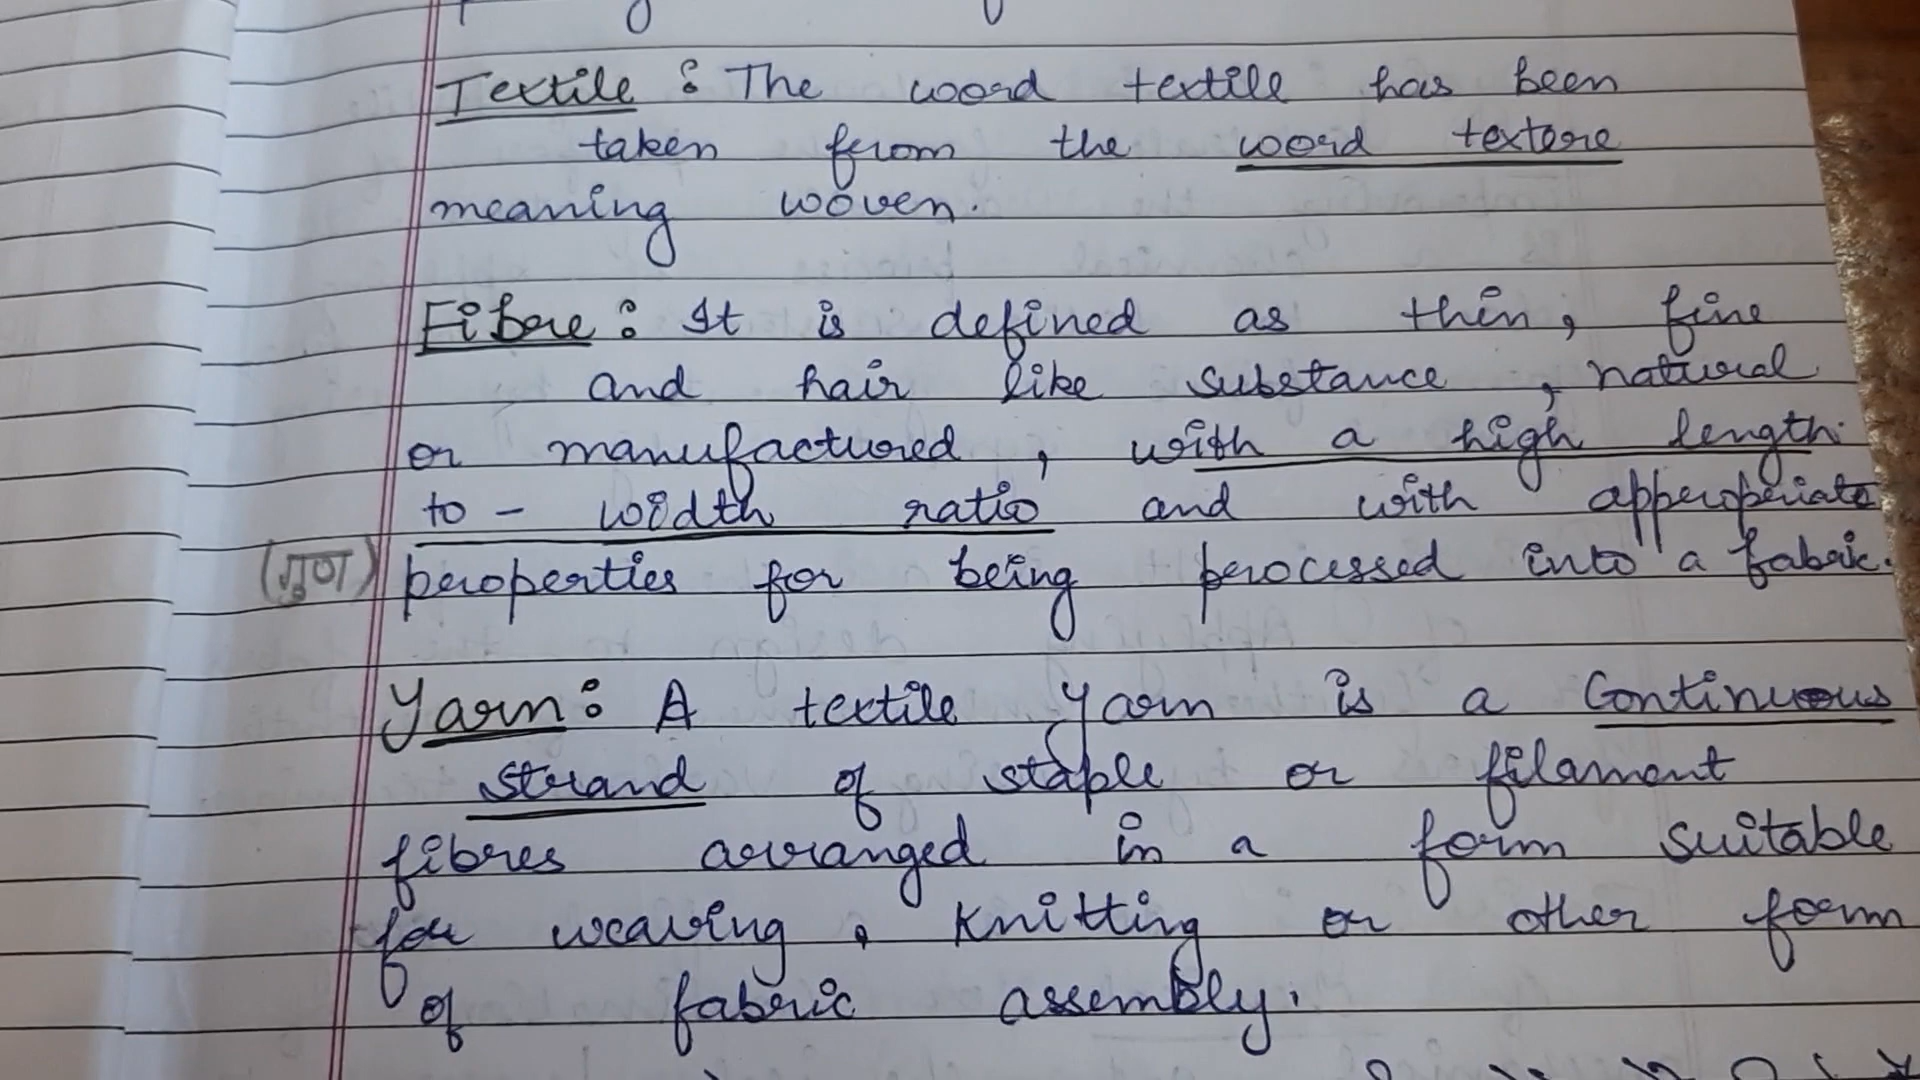 Textile : The word textile has been
taken from the word textere
meaning woven.
Fibre : It is defined as thin, fine
and hair like substance, natural
or manufactured, with a high length
to - width ratio and with appropriate
(गुण) properties for being processed into a fabric.
Yarn : A textile yarn is a Continuous
strand of staple or filament
fibres arranged in a form suitable
for weaving, knitting or other form
of fabric assembly.